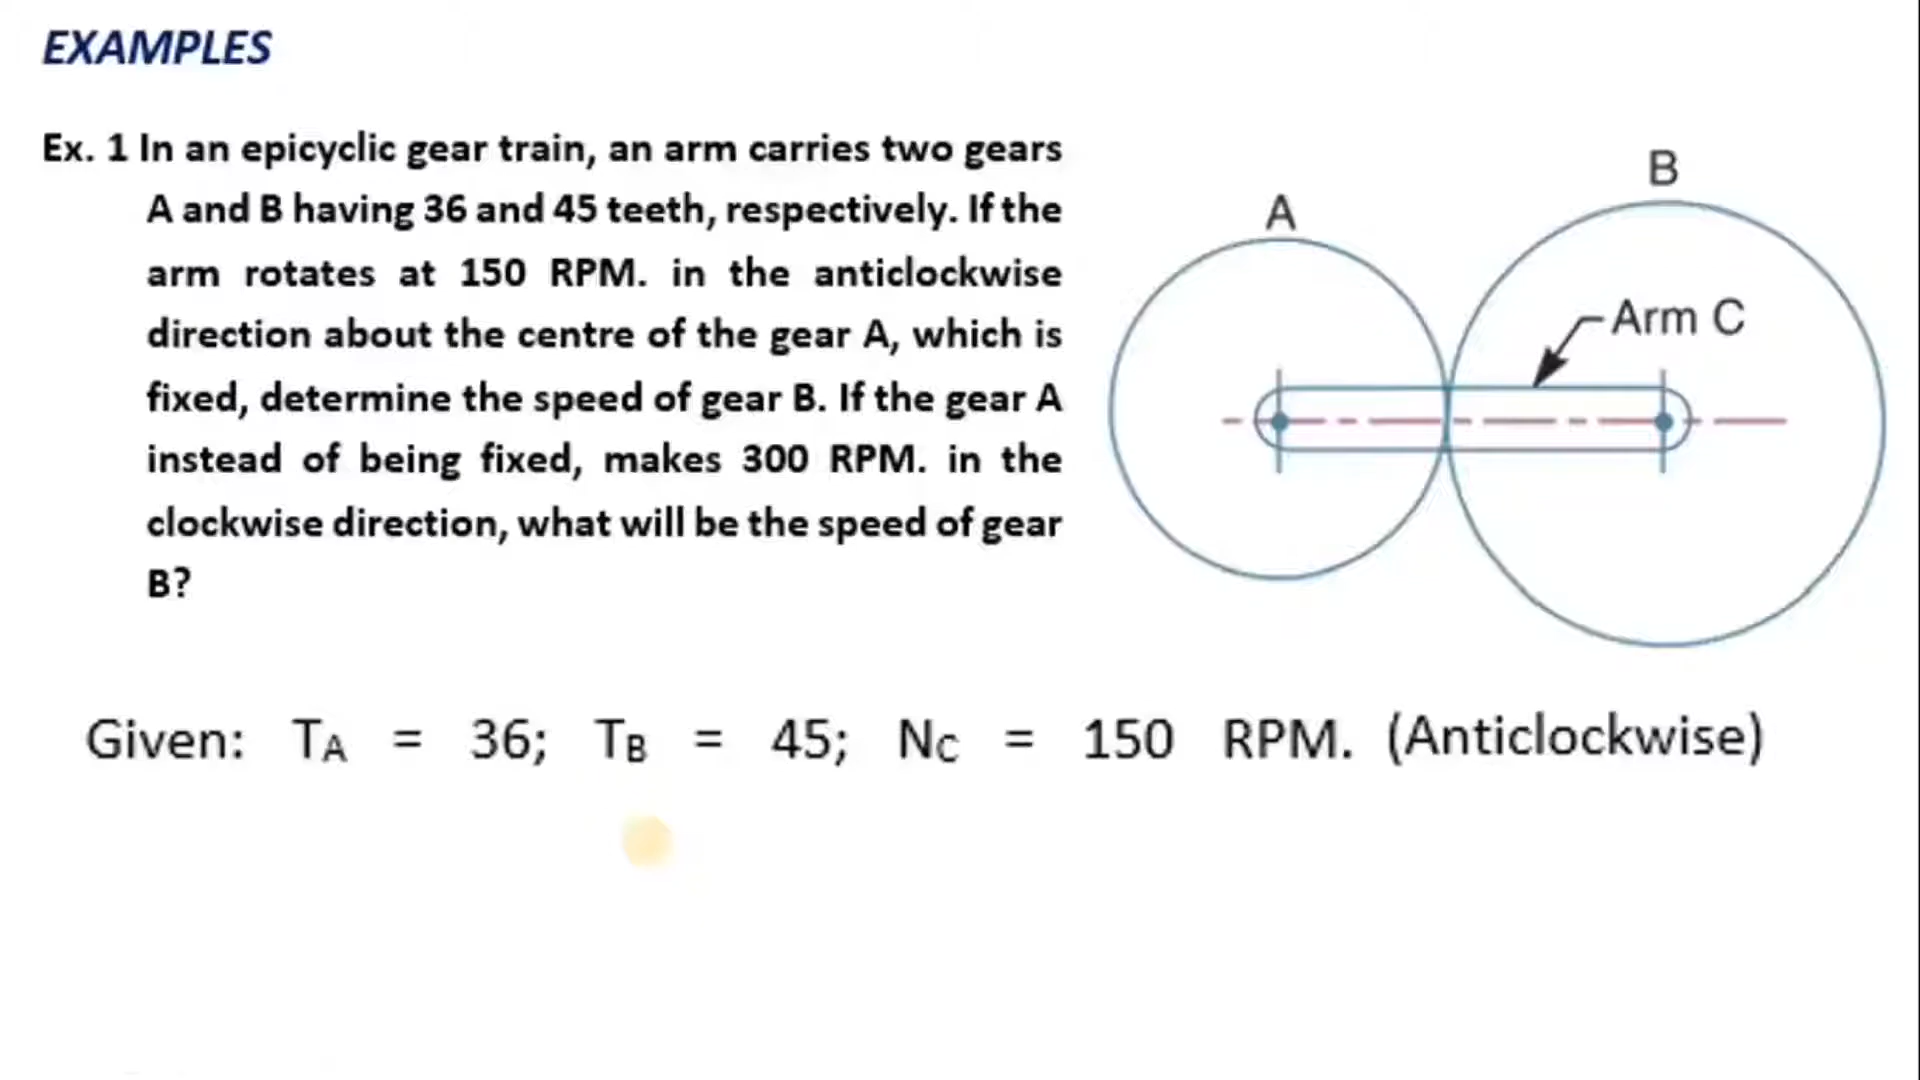 EXAMPLES
Ex. 1 In an epicyclic gear train, an arm carries two gears
A and B having 36 and 45 teeth, respectively. If the
arm rotates at 150 RPM. in the anticlockwise
direction about the centre of the gear A, which is
fixed, determine the speed of gear B. If the gear A
instead of being fixed, makes 300 RPM. in the
clockwise direction, what will be the speed of gear
B?
A
B
Arm C
Given: TA = 36; TB = 45; NC = 150 RPM. (Anticlockwise)